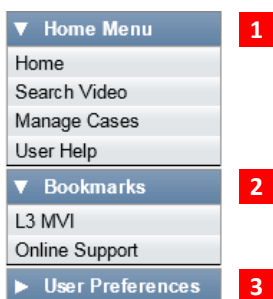 ▼ Home Menu 1
Home
Search Video
Manage Cases
User Help
▼ Bookmarks 2
L3 MVI
Online Support
► User Preferences 3